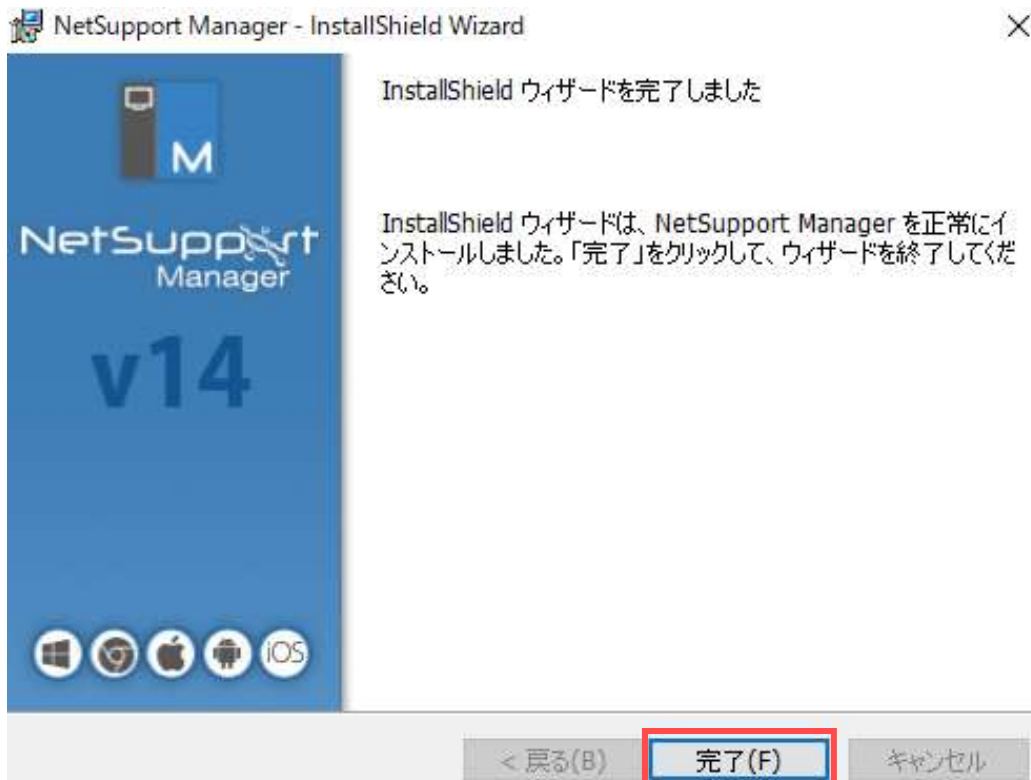 NetSupport Manager - InstallShield Wizard
InstallShield ウィザードを完了しました
M
NetSupport
Manager
v14
InstallShield ウィザードは、NetSupport Manager を正常にイ
ンストールしました。「完了」をクリックして、ウィザードを終了してくだ
さい。
iOS
< 戻る(B)
完了(F)
キャンセル